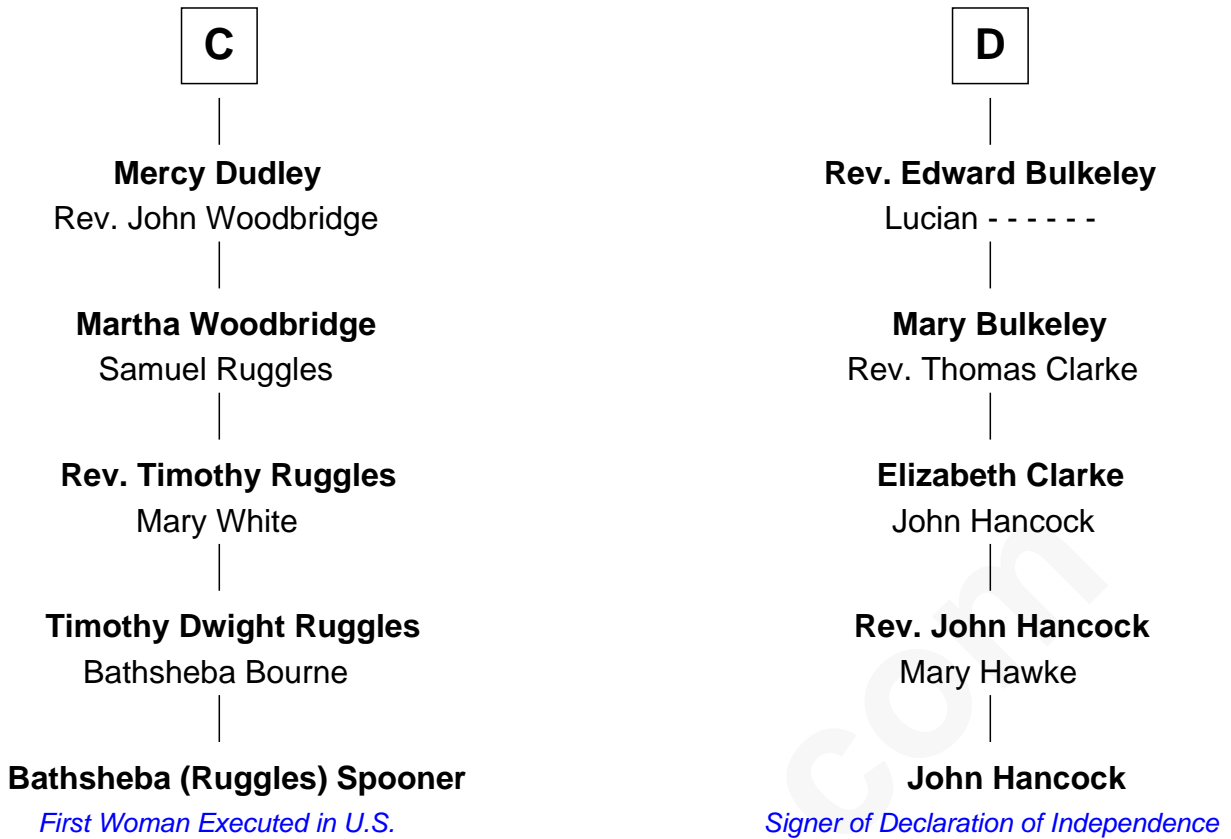 C
Mercy Dudley
Rev. John Woodbridge
Martha Woodbridge
Samuel Ruggles
Rev. Timothy Ruggles
Mary White
Timothy Dwight Ruggles
Bathsheba Bourne
Bathsheba (Ruggles) Spooner
First Woman Executed in U.S.
D
Rev. Edward Bulkeley
Lucian - - - - - -
Mary Bulkeley
Rev. Thomas Clarke
Elizabeth Clarke
John Hancock
Rev. John Hancock
Mary Hawke
John Hancock
Signer of Declaration of Independence
com